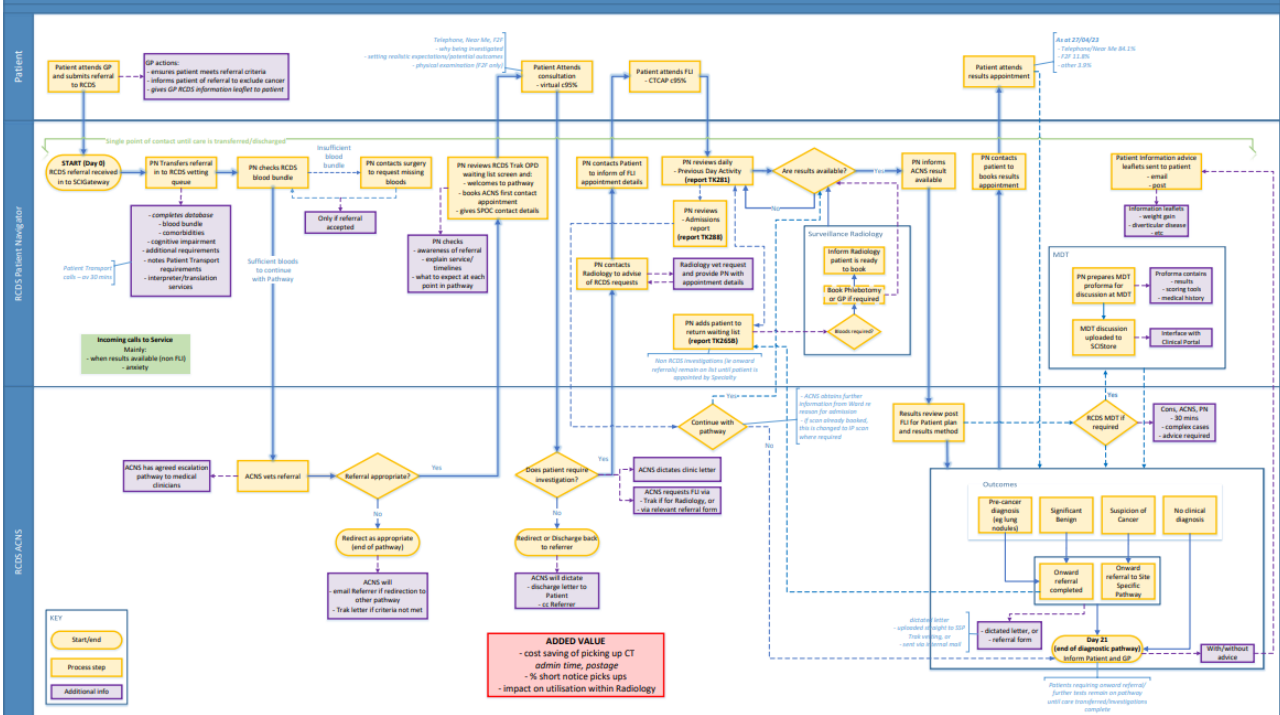 Patient
Patient attends GP
and submits referral
to RCDS
GP actions:
- ensures patient meets referral criteria
- informs patient of referral to exclude cancer
- gives GP RCDS information leaflet to patient
Telephone, Near Me, F2F
- why being investigated
- setting realistic expectations/potential outcomes
- physical examination (F2F only)
Patient Attends
consultation
- virtual c95%
Patient attends FLI
- CTCAP c95%
Patient attends
results appointment
As at 27/04/23
- Telephone/Near Me 84.1%
- F2F 11.8%
- other 3.9%
RCDS Patient Navigator
Single point of contact until care is transferred/discharged
START (Day 0)
RCDS referral received
in to SCIGateway
PN Transfers referral
in to RCDS vetting
queue
PN checks RCDS
blood bundle
Insufficient
blood
bundle
PN contacts surgery
to request missing
bloods
Only if referral
accepted
- completes database
- blood bundle
- comorbidities
- cognitive impairment
- additional requirements
- notes Patient Transport
requirements
- interpreter/translation
services
Patient Transport
calls – av 30 mins
Sufficient bloods
to continue
with Pathway
PN reviews RCDS Trak OPD
waiting list screen and:
- welcomes to pathway
- books ACNS first contact
appointment
- gives SPOC contact details
PN checks
- awareness of referral
- explain service/
timelines
- what to expect at each
point in pathway
PN contacts Patient
to inform of FLI
appointment details
PN reviews daily
- Previous Day Activity
(report TK281)
Are results available?
Yes
No
PN reviews
- Admissions
report
(report TK288)
PN contacts
Radiology to advise
of RCDS requests
Radiology vet request
and provide PN with
appointment details
PN adds patient to
return waiting list
(report TK265B)
Non RCDS investigations (ie onward
referrals) remain on list until patient is
appointed by Specialty
Surveillance Radiology
Inform Radiology
patient is ready
to book
Book Phlebotomy
or GP if required
Bloods required?
PN informs
ACNS result
available
PN contacts
patient to
books results
appointment
Patient Information advice
leaflets sent to patient
- email
- post
Information leaflets
- weight gain
- diverticular disease
- etc
MDT
PN prepares MDT
proforma for
discussion at MDT
Proforma contains
- results
- scoring tools
- medical history
MDT discussion
uploaded to
SCIStore
Interface with
Clinical Portal
Incoming calls to Service
Mainly:
- when results available (non FLI)
- anxiety
RCDS ACNS
ACNS has agreed escalation
pathway to medical
clinicians
ACNS vets referral
Referral appropriate?
Yes
No
Redirect as appropriate
(end of pathway)
ACNS will
- email Referrer if redirection to
other pathway
- Trak letter if criteria not met
Does patient require
investigation?
Yes
No
ACNS dictates clinic letter
ACNS requests FLI via
- Trak if for Radiology, or
- via relevant referral form
Redirect or Discharge back
to referrer
ACNS will dictate
- discharge letter to
Patient
- cc Referrer
Continue with
pathway
Yes
No
- ACNS obtains further
information from Ward re
reason for admission
- If scan already booked,
this is changed to IP scan
where required
Results review post
FLI for Patient plan
and results method
RCDS MDT if
required
Yes
Cons, ACNS, PN
- 30 mins
- complex cases
- advice required
Outcomes
Pre-cancer
diagnosis
(eg lung
nodules)
Significant
Benign
Suspicion of
Cancer
No clinical
diagnosis
Onward
referral
completed
Onward
referral to Site
Specific
Pathway
dictated letter
- uploaded straight to SSP
Trak vetting, or
- sent via internal mail
- dictated letter, or
- referral form
Day 21
(end of diagnostic pathway)
Inform Patient and GP
With/without
advice
Patients requiring onward referral/
further tests remain on pathway
until care transferred/investigations
complete
KEY
Start/end
Process step
Additional info
ADDED VALUE
- cost saving of picking up CT
admin time, postage
- % short notice picks ups
- impact on utilisation within Radiology